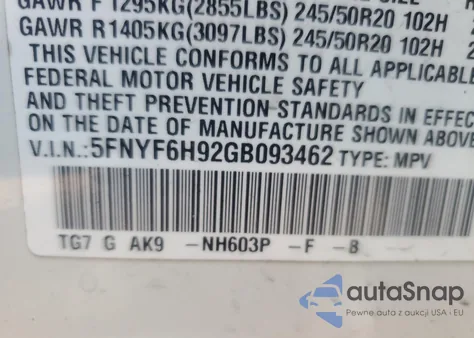 GAWR F 1295KG(2855LBS) 245/50R20 102H
GAWR R1405KG(3097LBS) 245/50R20 102H
THIS VEHICLE CONFORMS TO ALL APPLICABLE
FEDERAL MOTOR VEHICLE SAFETY
AND THEFT PREVENTION STANDARDS IN EFFEC
ON THE DATE OF MANUFACTURE SHOWN ABOVE
V.I.N.:5FNYF6H92GB093462 TYPE: MPV
TG7 G AK9 -NH603P -F -8
autoSnap
Pewne auta z aukcji USA i EU